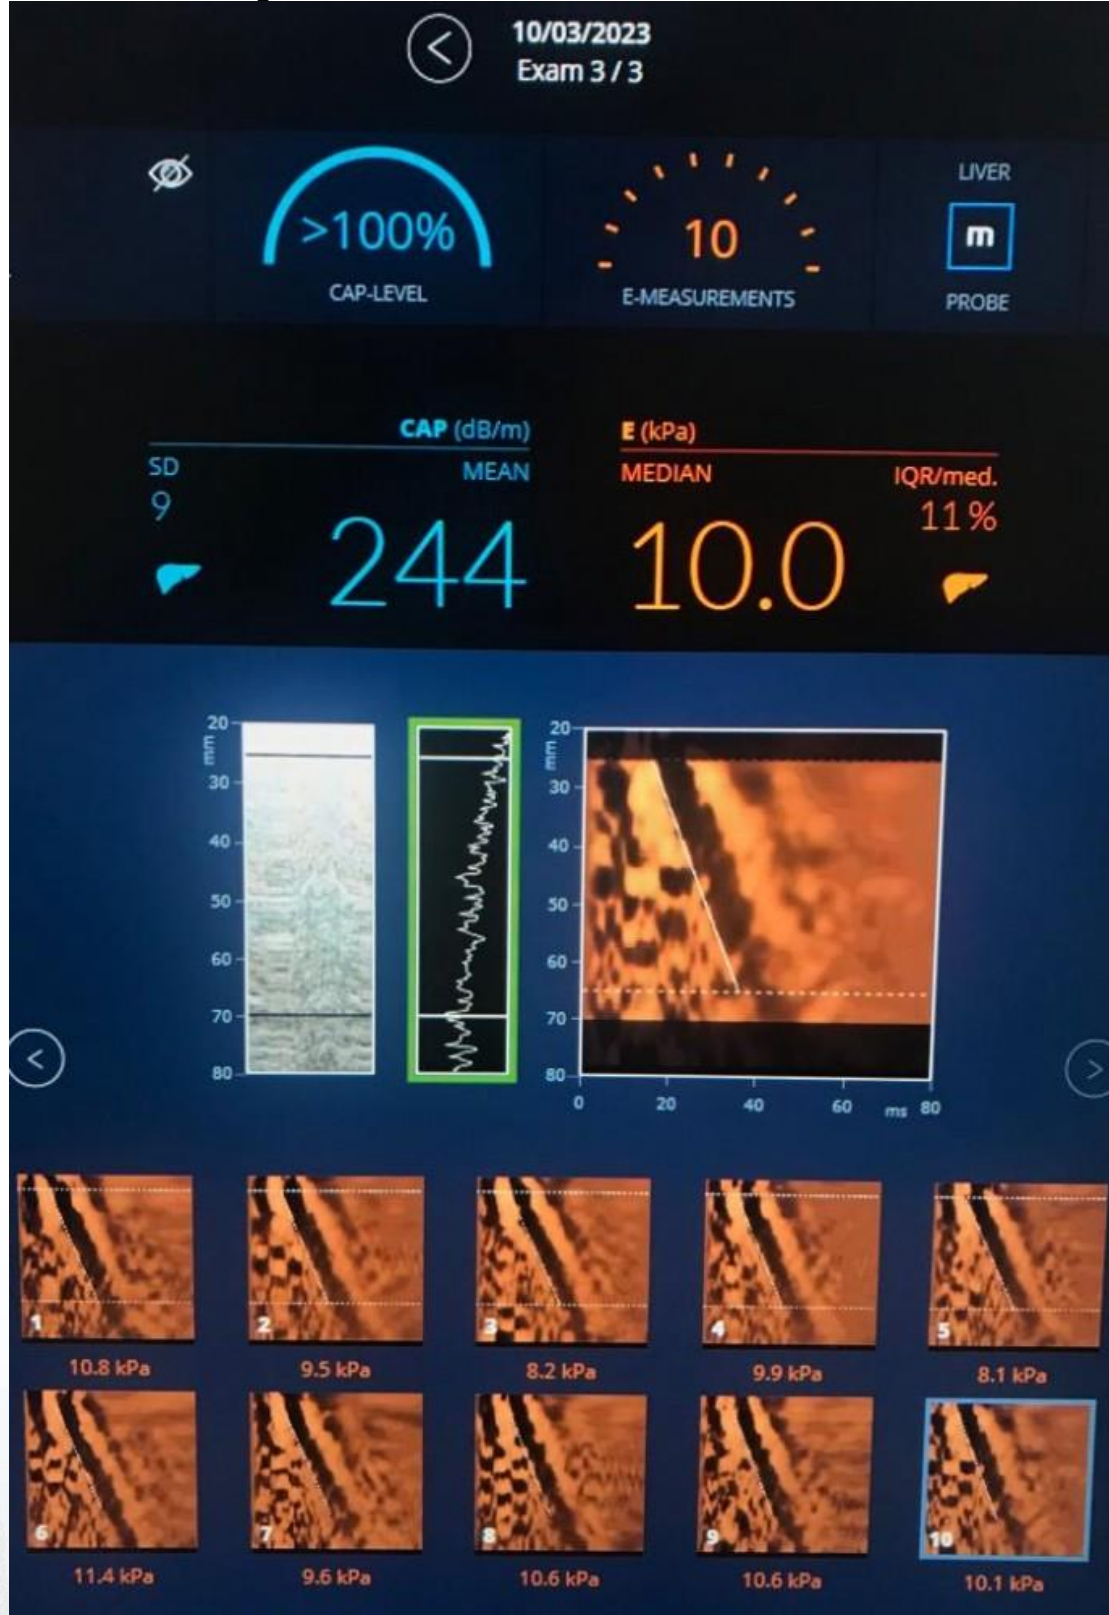 10/03/2023
Exam 3 / 3
>100%
CAP-LEVEL
10
E-MEASUREMENTS
LIVER
m
PROBE
CAP (dB/m)
SD
MEAN
9
244
E (kPa)
MEDIAN
IQR/med.
11 %
10.0
20
mm
30
40
50
60
70
80
20
mm
30
40
50
60
70
80
0 20 40 60 ms 80
1 2 3 4 5
10.8 kPa 9.5 kPa 8.2 kPa 9.9 kPa 8.1 kPa
6 7 8 9 10
11.4 kPa 9.6 kPa 10.6 kPa 10.6 kPa 10.1 kPa